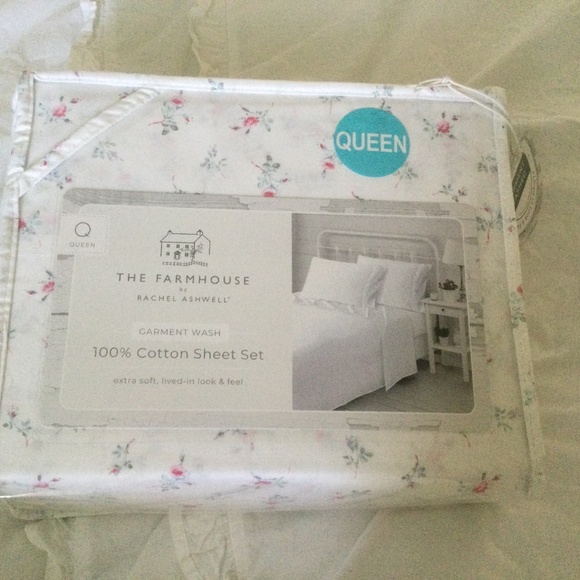 QUEEN
Q
QUEEN
THE FARMHOUSE
by
RACHEL ASHWELL®
GARMENT WASH
100% Cotton Sheet Set
extra soft, lived-in look & feel